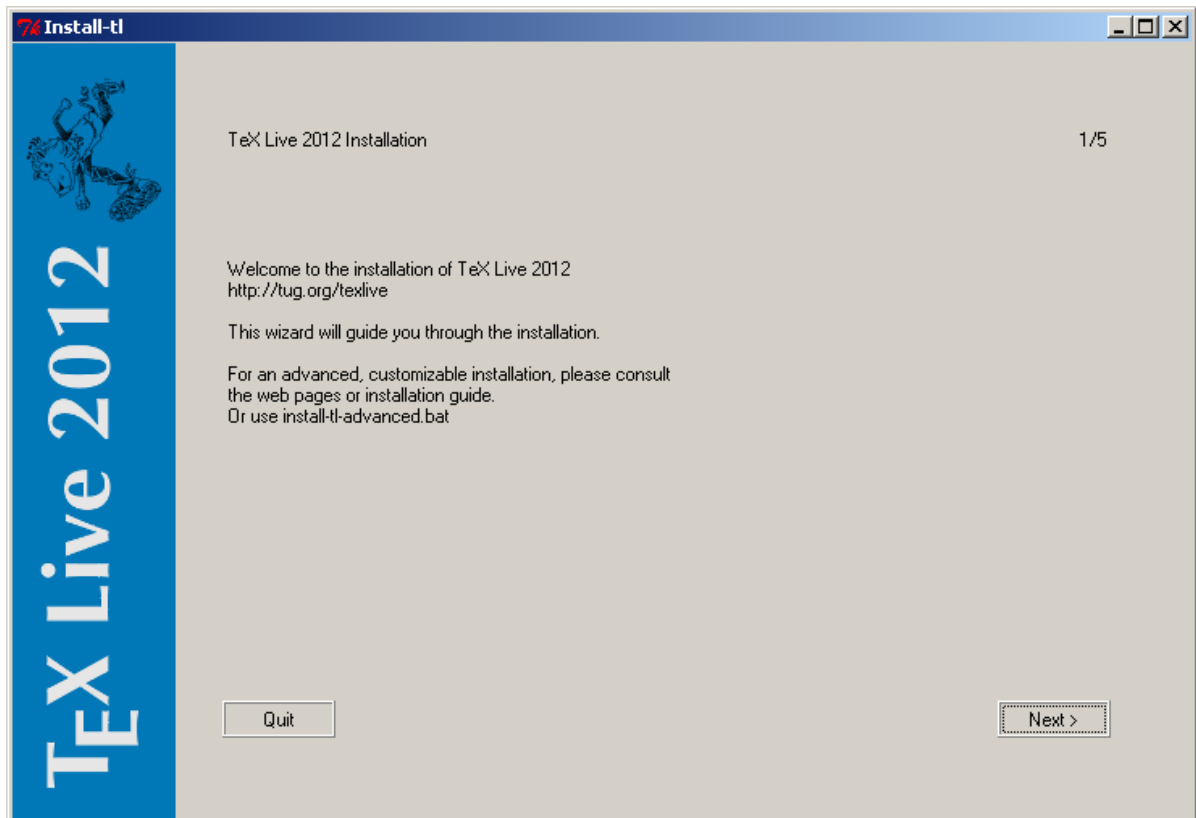 Install-tl
TeX Live 2012
TeX Live 2012 Installation
1/5
Welcome to the installation of TeX Live 2012
http://tug.org/texlive
This wizard will guide you through the installation.
For an advanced, customizable installation, please consult
the web pages or installation guide.
Or use install-tl-advanced.bat
Quit
Next >